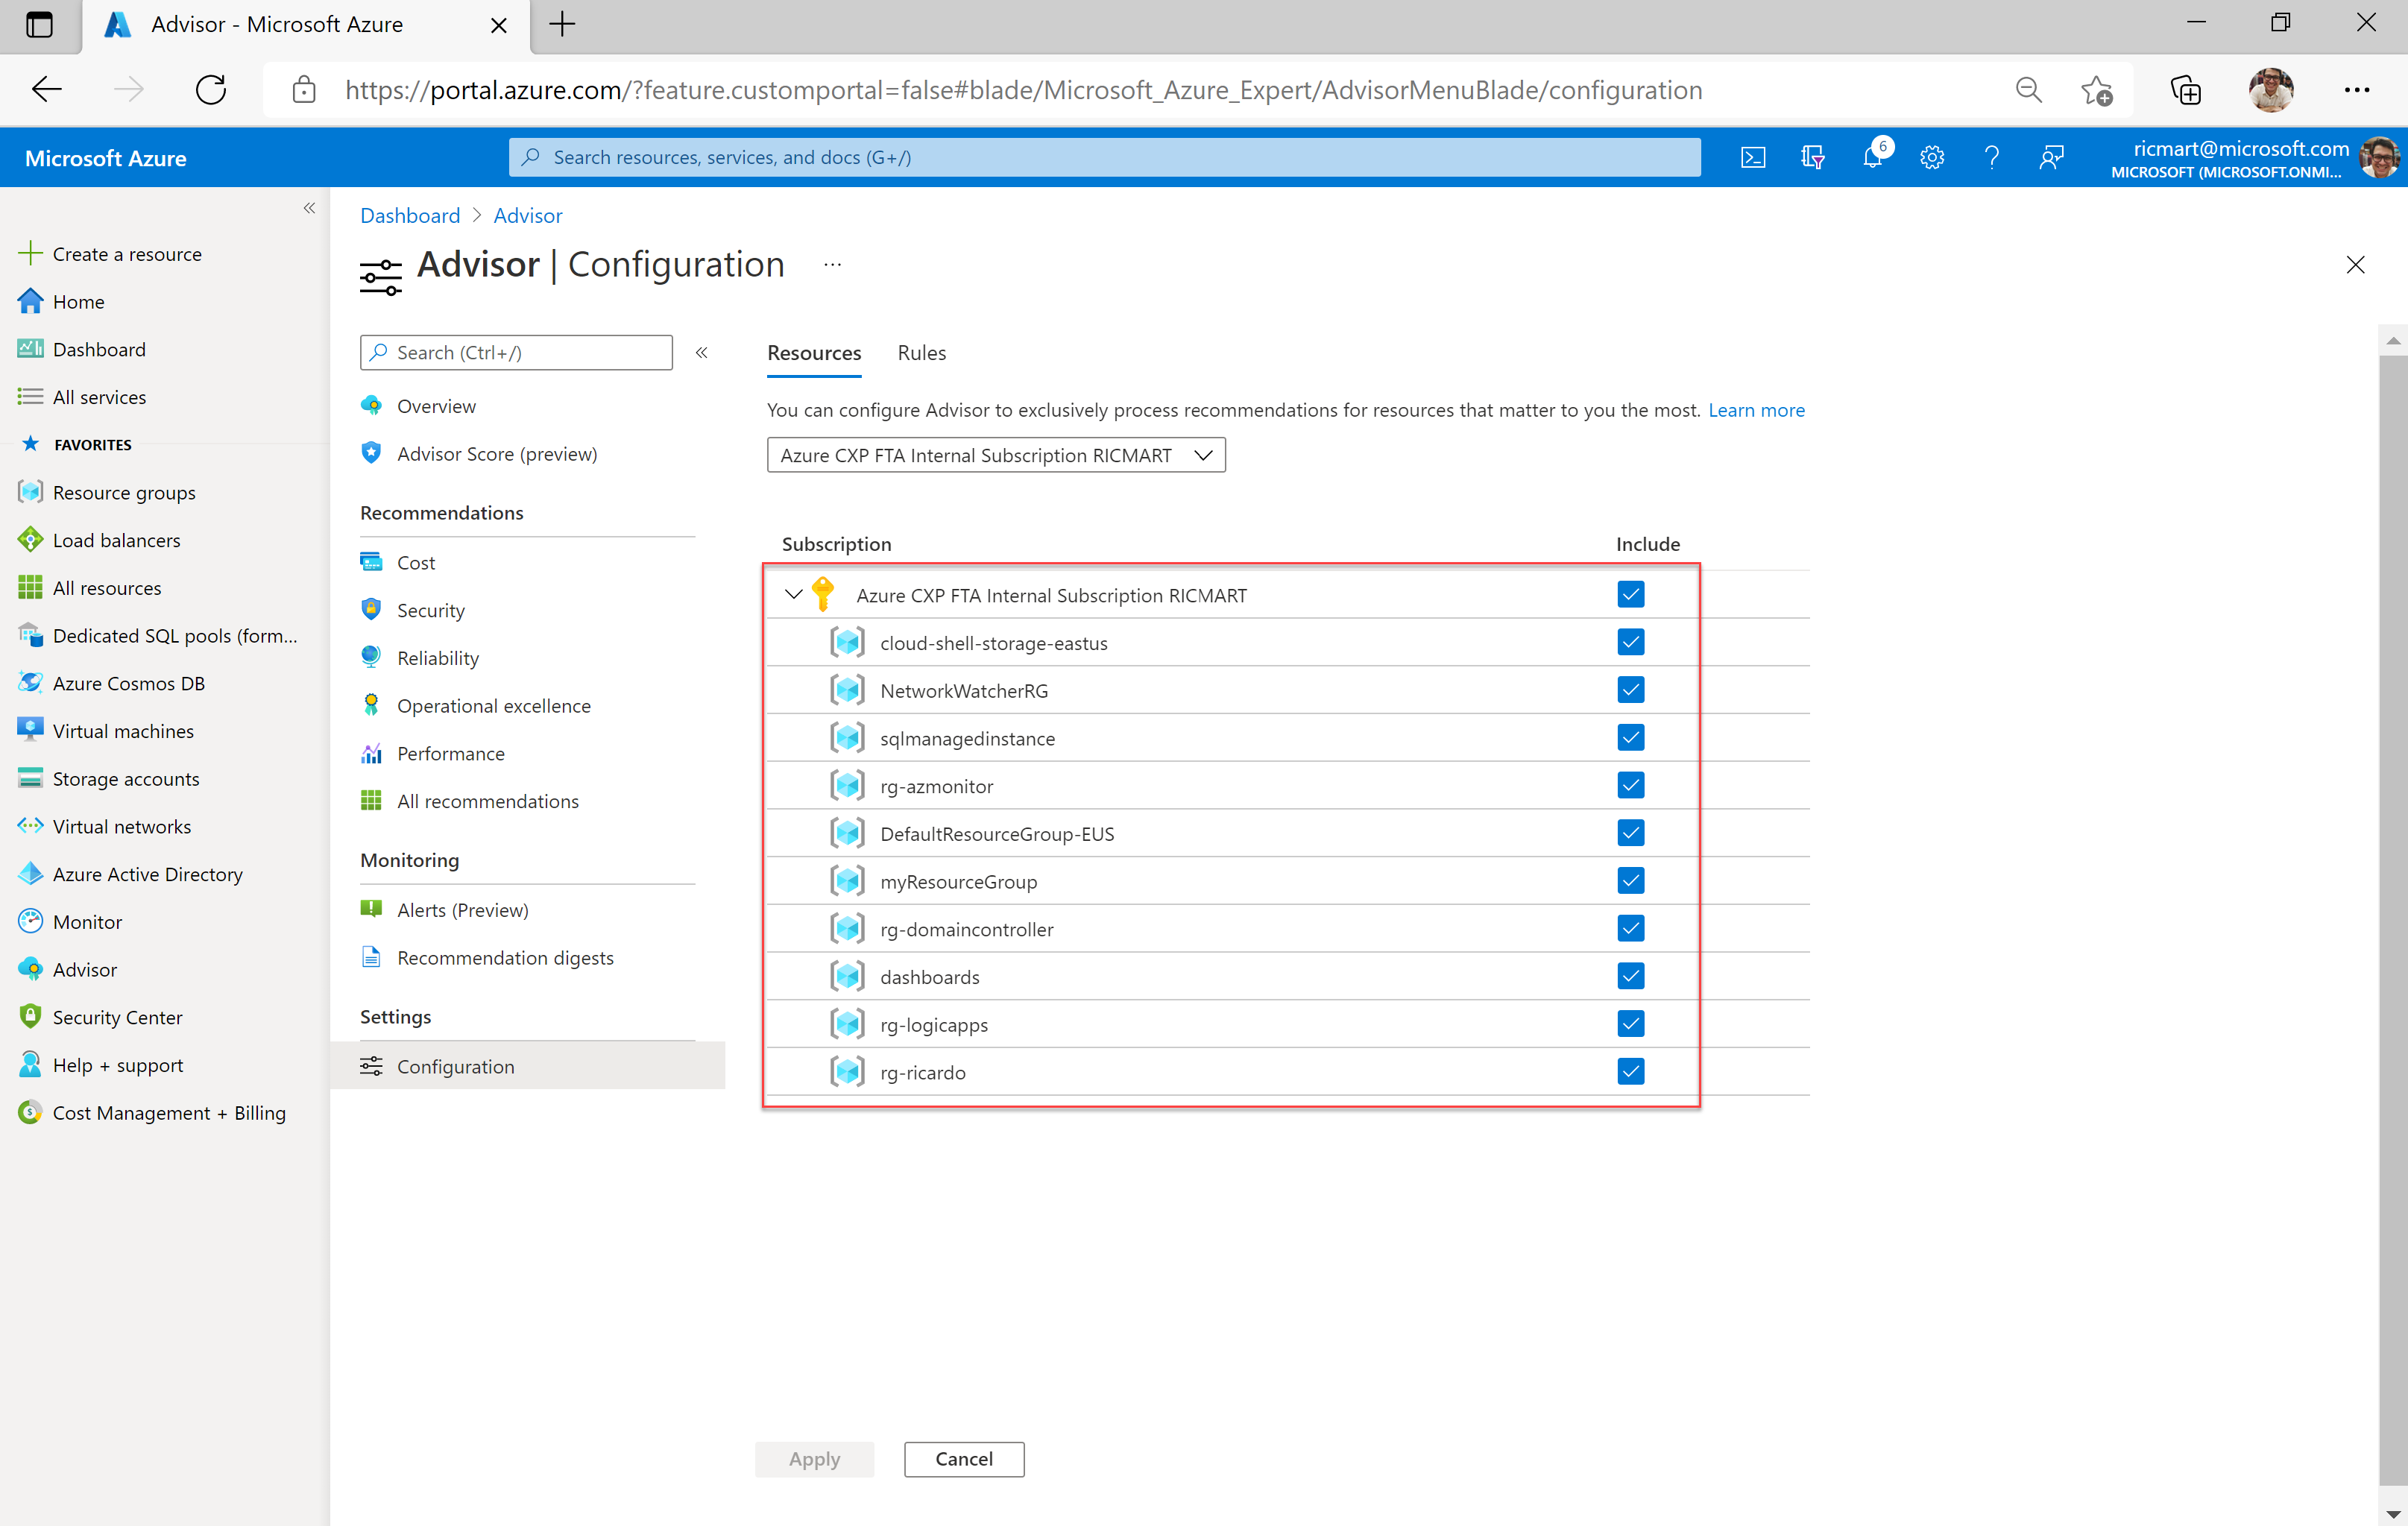 Advisor - Microsoft Azure
https://portal.azure.com/?feature.customportal=false#blade/Microsoft_Azure_Expert/AdvisorMenuBlade/configuration
Microsoft Azure
Search resources, services, and docs (G+/)
6
ricmart@microsoft.com
MICROSOFT (MICROSOFT.ONMI...
Create a resource
Home
Dashboard
All services
FAVORITES
Resource groups
Load balancers
All resources
Dedicated SQL pools (form...
Azure Cosmos DB
Virtual machines
Storage accounts
Virtual networks
Azure Active Directory
Monitor
Advisor
Security Center
Help + support
Cost Management + Billing
Dashboard > Advisor
Advisor | Configuration ...
Search (Ctrl+/)
Overview
Advisor Score (preview)
Recommendations
Cost
Security
Reliability
Operational excellence
Performance
All recommendations
Monitoring
Alerts (Preview)
Recommendation digests
Settings
Configuration
Resources Rules
You can configure Advisor to exclusively process recommendations for resources that matter to you the most. Learn more
Azure CXP FTA Internal Subscription RICMART
Subscription Include
Azure CXP FTA Internal Subscription RICMART
cloud-shell-storage-eastus
NetworkWatcherRG
sqlmanagedinstance
rg-azmonitor
DefaultResourceGroup-EUS
myResourceGroup
rg-domaincontroller
dashboards
rg-logicapps
rg-ricardo
Apply Cancel